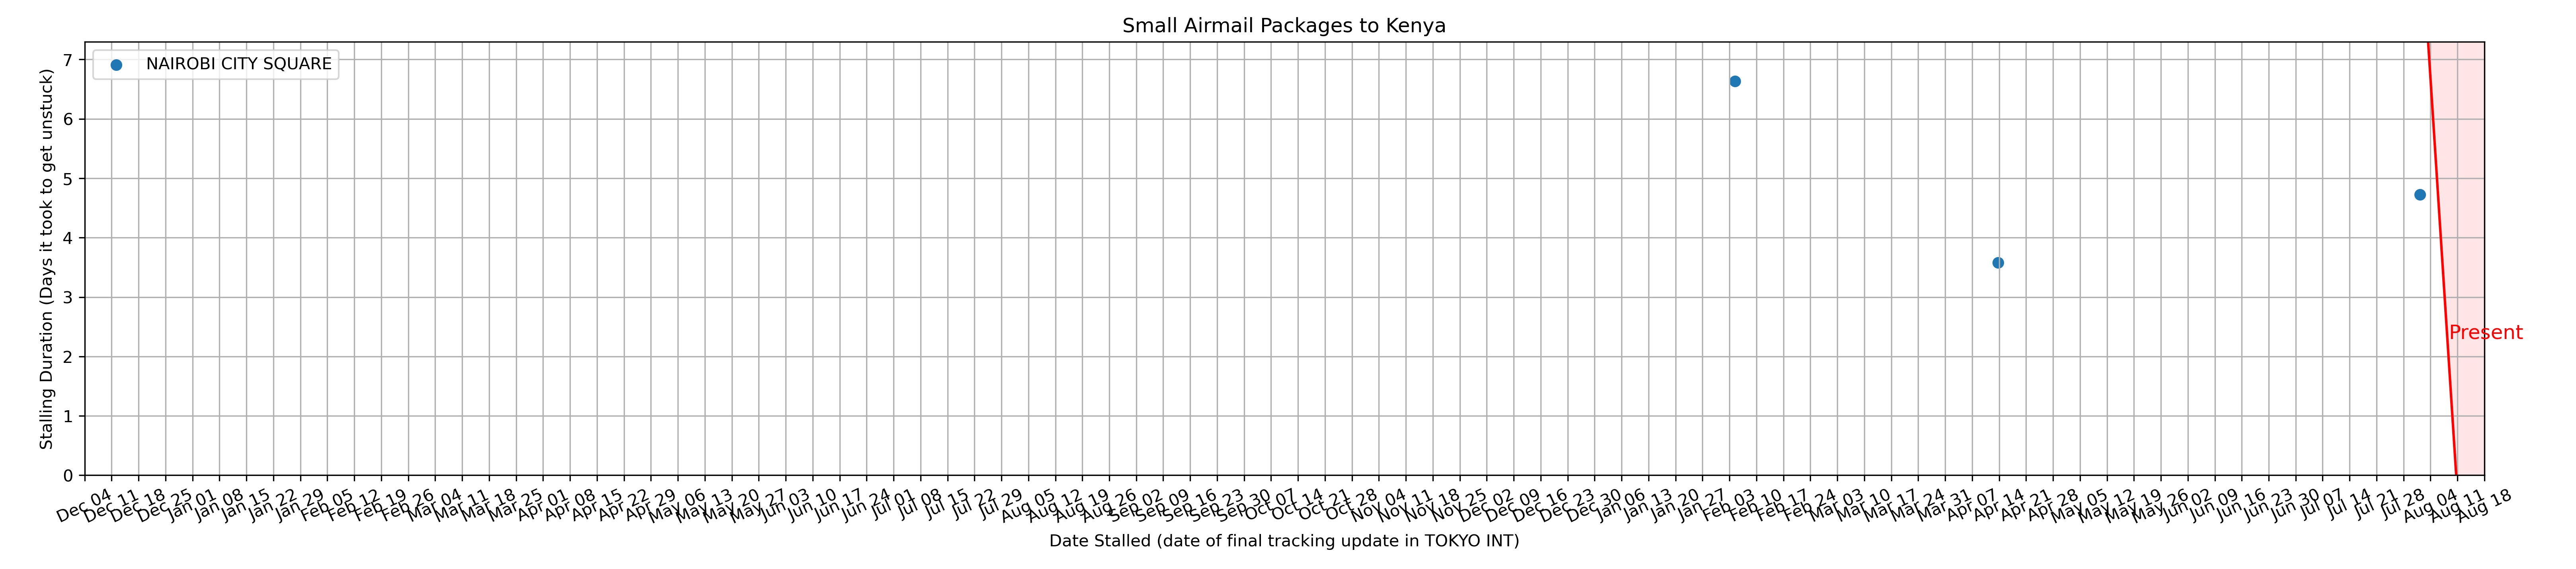 Small Airmail Packages to Kenya
NAIROBI CITY SQUARE
Stalling Duration (Days it took to get unstuck)
7
6
5
4
3
2
1
0
Present
Dec 04
Dec 11
Dec 18
Dec 25
Jan 01
Jan 08
Jan 15
Jan 22
Jan 29
Feb 05
Feb 12
Feb 19
Feb 26
Mar 04
Mar 11
Mar 18
Mar 25
Apr 01
Apr 08
Apr 15
Apr 22
Apr 29
May 06
May 13
May 20
May 27
Jun 03
Jun 10
Jun 17
Jun 24
Jul 01
Jul 08
Jul 15
Jul 22
Jul 29
Aug 05
Aug 12
Aug 19
Aug 26
Sep 02
Sep 09
Sep 16
Sep 23
Sep 30
Oct 07
Oct 14
Oct 21
Oct 28
Nov 04
Nov 11
Nov 18
Nov 25
Dec 02
Dec 09
Dec 16
Dec 23
Dec 30
Jan 06
Jan 13
Jan 20
Jan 27
Feb 03
Feb 10
Feb 17
Feb 24
Mar 03
Mar 10
Mar 17
Mar 24
Mar 31
Apr 07
Apr 14
Apr 21
Apr 28
May 05
May 12
May 19
May 26
Jun 02
Jun 09
Jun 16
Jun 23
Jun 30
Jul 07
Jul 14
Jul 21
Jul 28
Aug 04
Aug 11
Aug 18
Date Stalled (date of final tracking update in TOKYO INT)